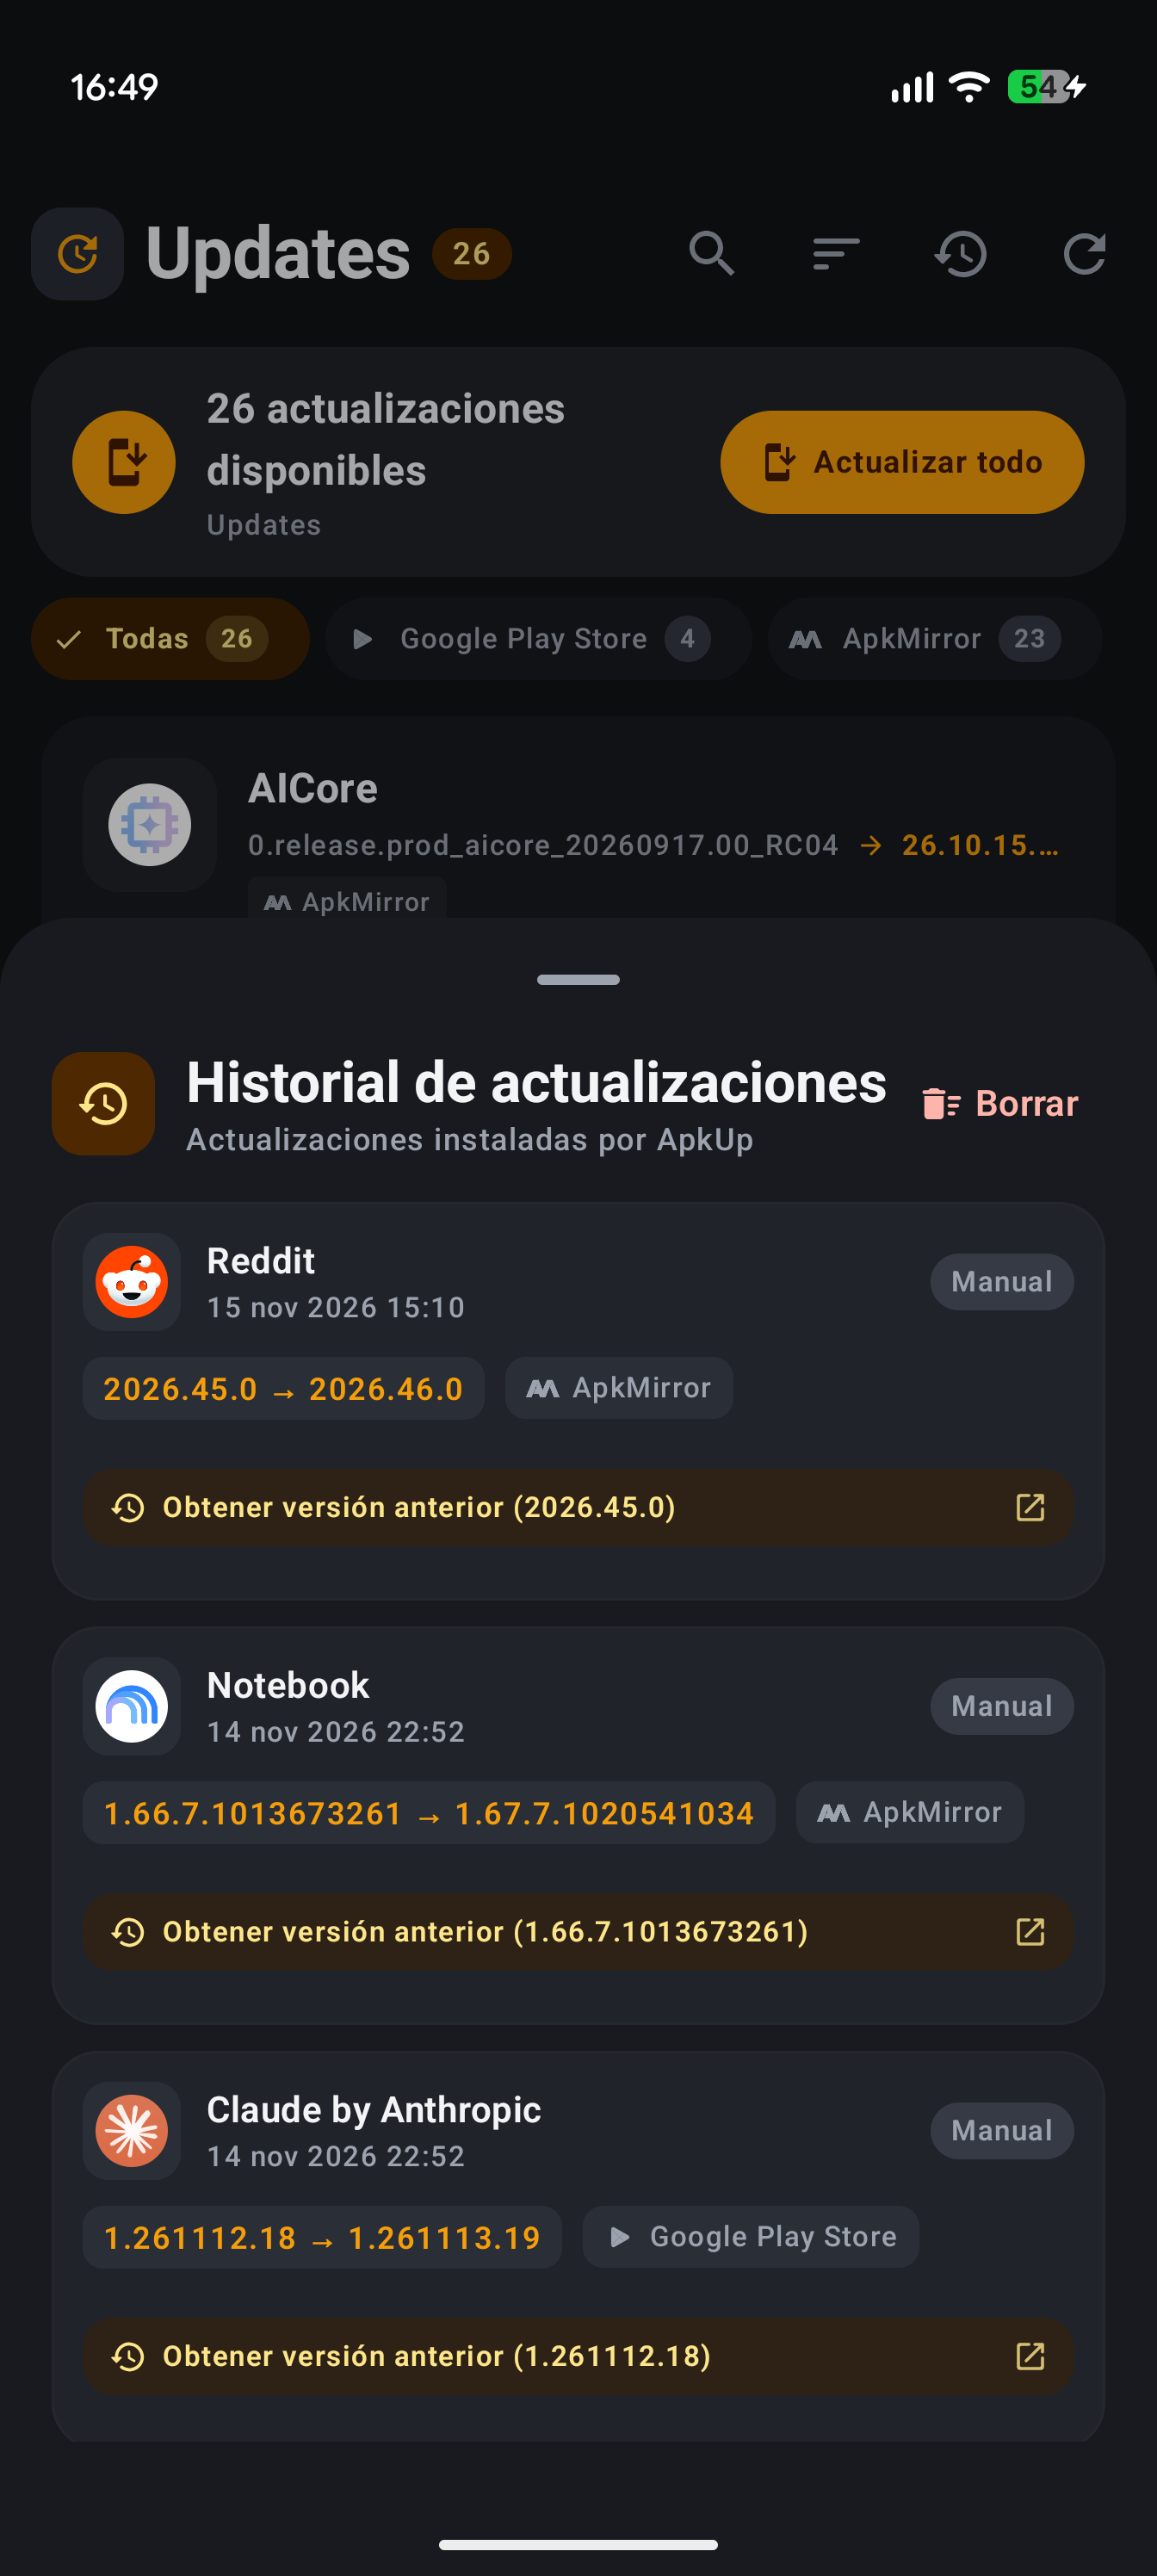 16:49
54
Updates 26
26 actualizaciones
disponibles
Updates
Actualizar todo
Todas 26
Google Play Store 4
ApkMirror 23
AICore
0.release.prod_aicore_20260917.00_RC04 → 26.10.15.…
ApkMirror
Historial de actualizaciones
Borrar
Actualizaciones instaladas por ApkUp
Reddit
15 nov 2026 15:10
Manual
2026.45.0 → 2026.46.0
ApkMirror
Obtener versión anterior (2026.45.0)
Notebook
14 nov 2026 22:52
Manual
1.66.7.1013673261 → 1.67.7.1020541034
ApkMirror
Obtener versión anterior (1.66.7.1013673261)
Claude by Anthropic
14 nov 2026 22:52
Manual
1.261112.18 → 1.261113.19
Google Play Store
Obtener versión anterior (1.261112.18)